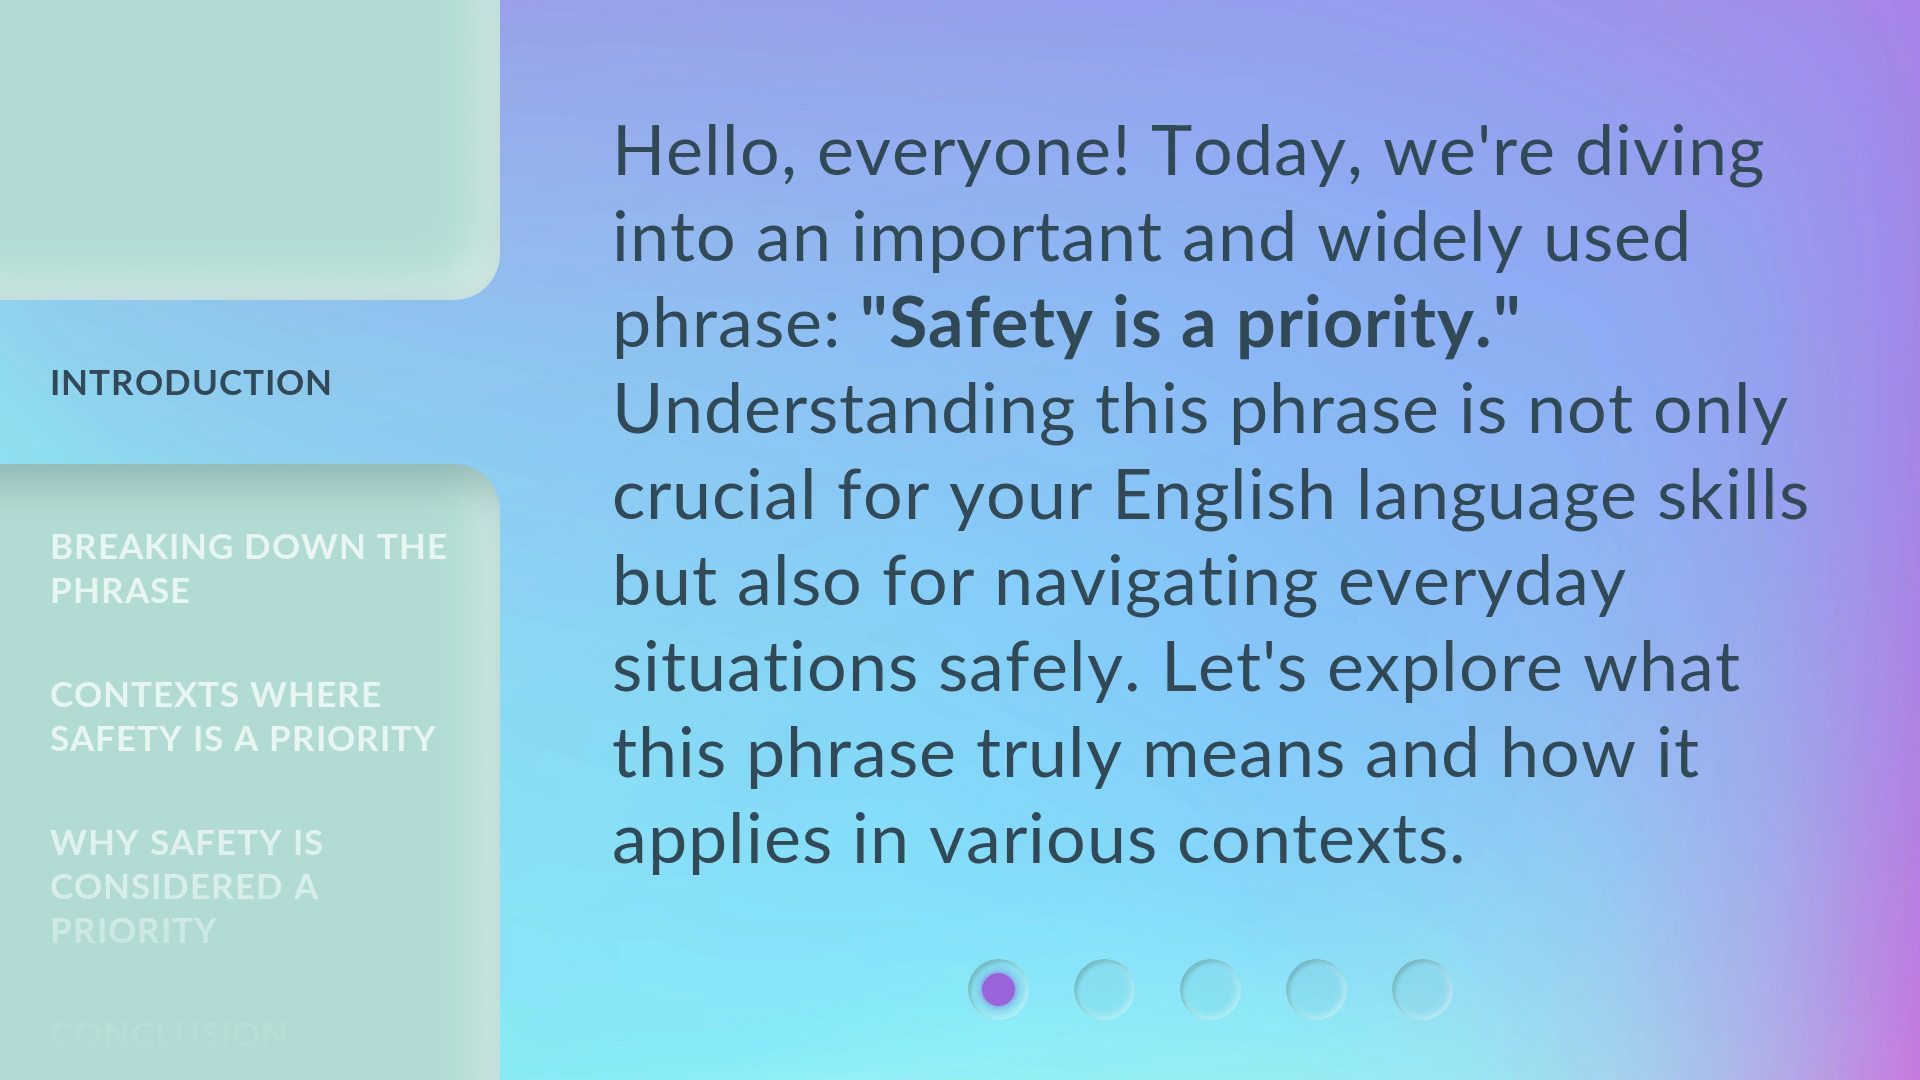 INTRODUCTION
BREAKING DOWN THE
PHRASE
CONTEXTS WHERE
SAFETY IS A PRIORITY
WHY SAFETY IS
CONSIDERED A
PRIORITY
CONCLUSION
Hello, everyone! Today, we're diving
into an important and widely used
phrase: "Safety is a priority."
Understanding this phrase is not only
crucial for your English language skills
but also for navigating everyday
situations safely. Let's explore what
this phrase truly means and how it
applies in various contexts.